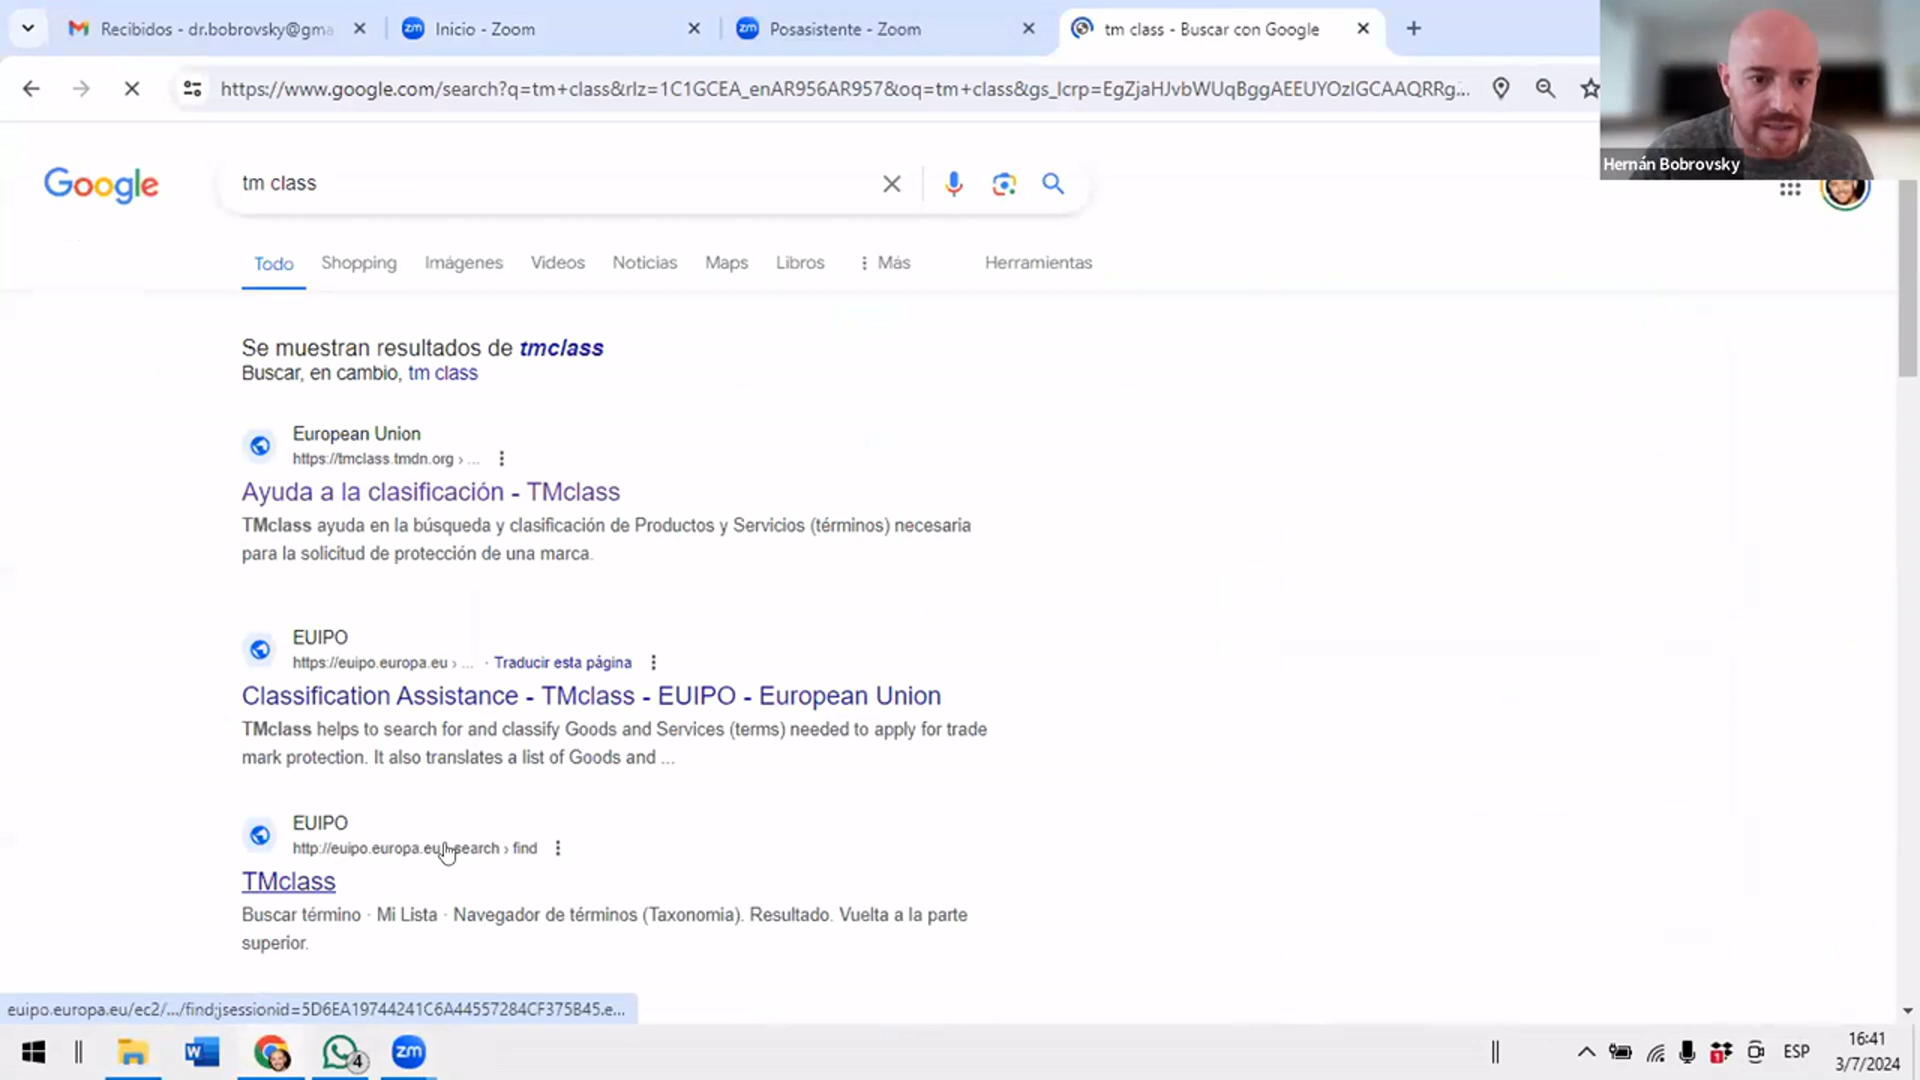 Recibidos - dr.bobrovsky@gma
zm
Inicio - Zoom
zm
Posasistente - Zoom
tm class - Buscar con Google
https://www.google.com/search?q=tm+class&rlz=1C1GCEA_enAR956AR957&oq=tm+class&gs_lcrp=EgZjaHJvbWUqBggAEEUYOzIGCAAQRRg...
Hernán Bobrovsky
Google
tm class
Todo
Shopping
Imágenes
Videos
Noticias
Maps
Libros
Más
Herramientas
Se muestran resultados de tmclass
Buscar, en cambio, tm class
European Union
https://tmclass.tmdn.org › ...
Ayuda a la clasificación - TMclass
TMclass ayuda en la búsqueda y clasificación de Productos y Servicios (términos) necesaria
para la solicitud de protección de una marca.
EUIPO
https://euipo.europa.eu › ... · Traducir esta página
Classification Assistance - TMclass - EUIPO - European Union
TMclass helps to search for and classify Goods and Services (terms) needed to apply for trade
mark protection. It also translates a list of Goods and ...
EUIPO
http://euipo.europa.eu › search › find
TMclass
Buscar término · Mi Lista · Navegador de términos (Taxonomia). Resultado. Vuelta a la parte
superior.
euipo.europa.eu/ec2/.../find;jsessionid=5D6EA19744241C6A44557284CF375B45.e...
W
4
zm
1
ESP
16:41
3/7/2024